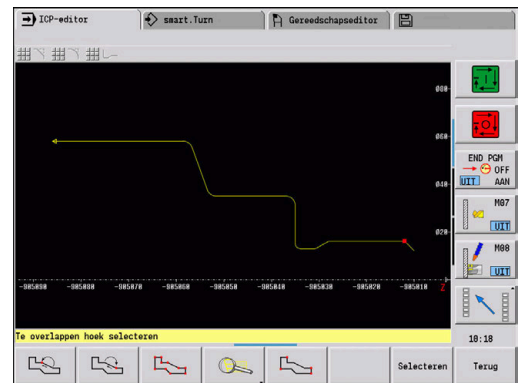 ICP-editor smart.Turn Gereedschapseditor
Ø80
Ø60
END PGM
OFF
UIT AAN
Ø40
M07
UIT
Ø20
M08
UIT
-905090 -905080 -905070 -905060 -905050 -905040 -905030 -905020 -905010 Z
Te overlappen hoek selecteren
10:18
Selecteren Terug